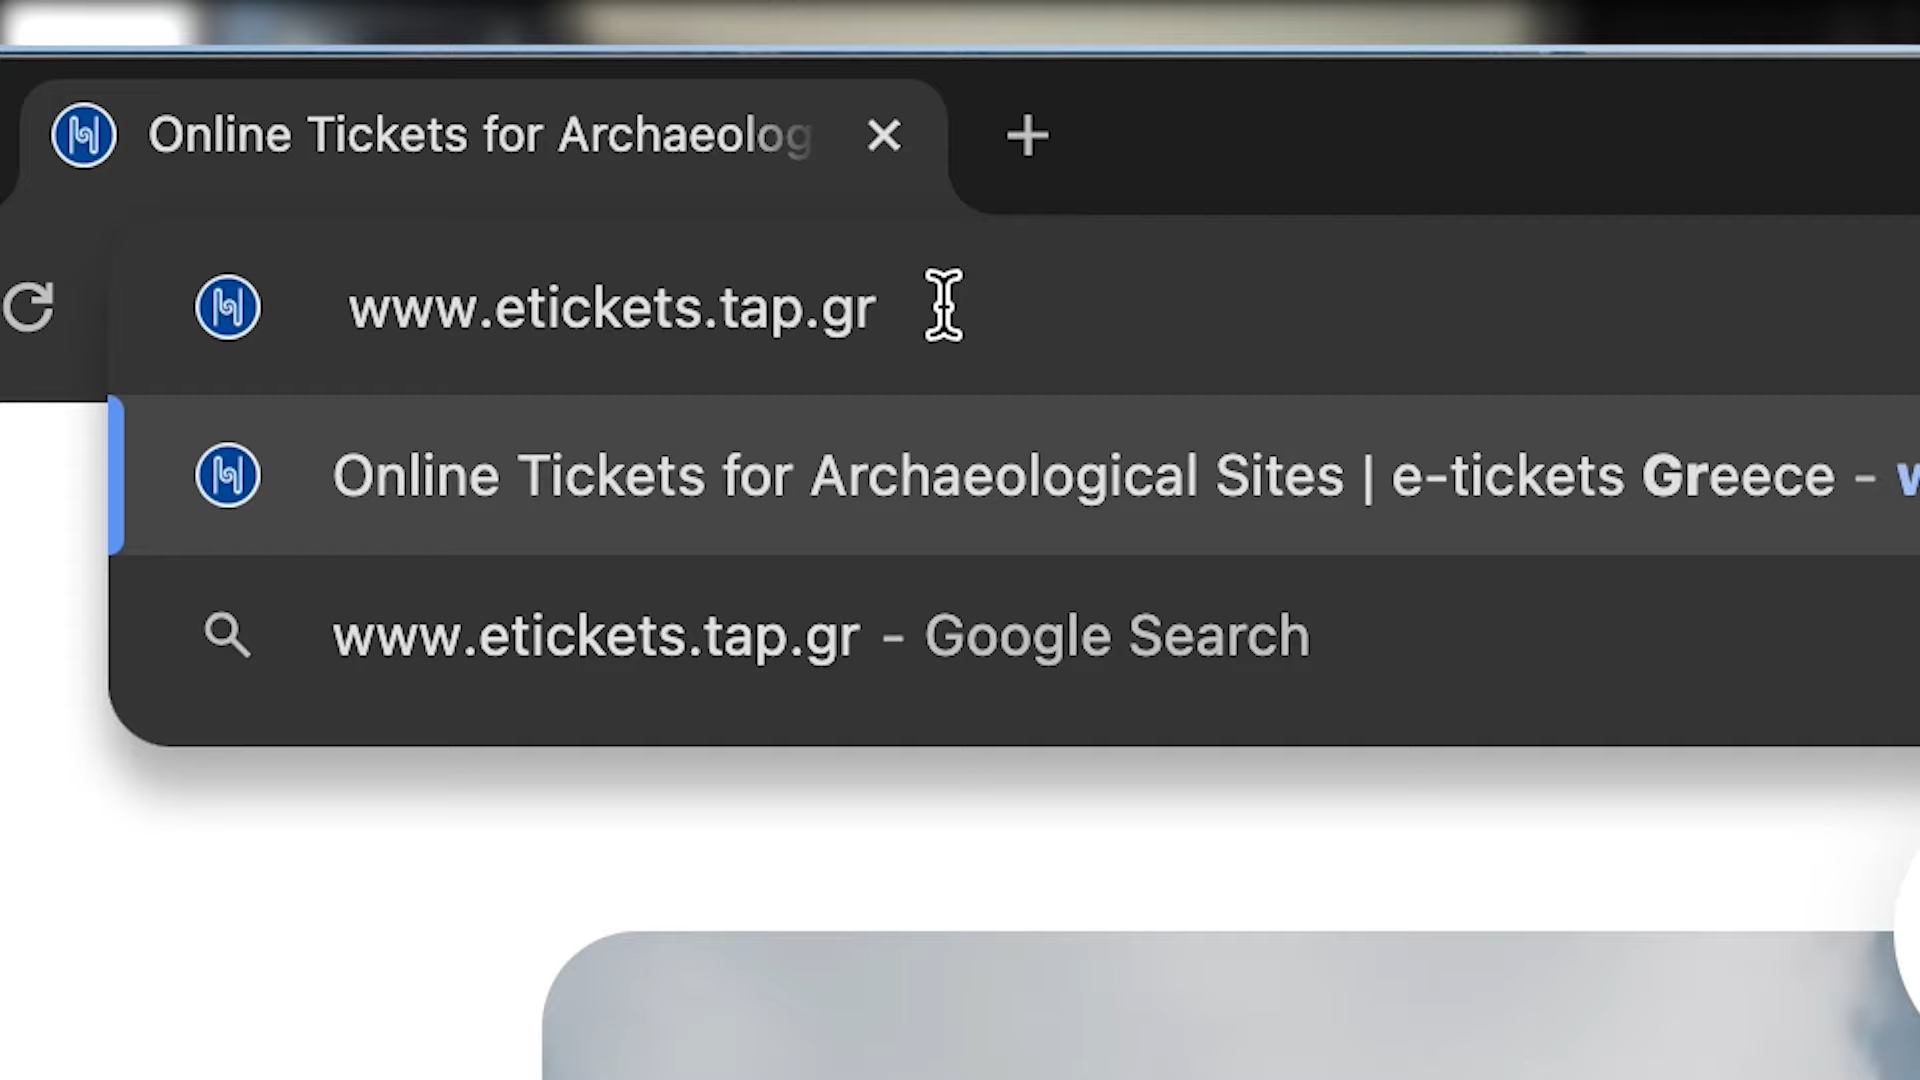 Online Tickets for Archaeolog
www.etickets.tap.gr
Online Tickets for Archaeological Sites | e-tickets Greece - w
www.etickets.tap.gr - Google Search